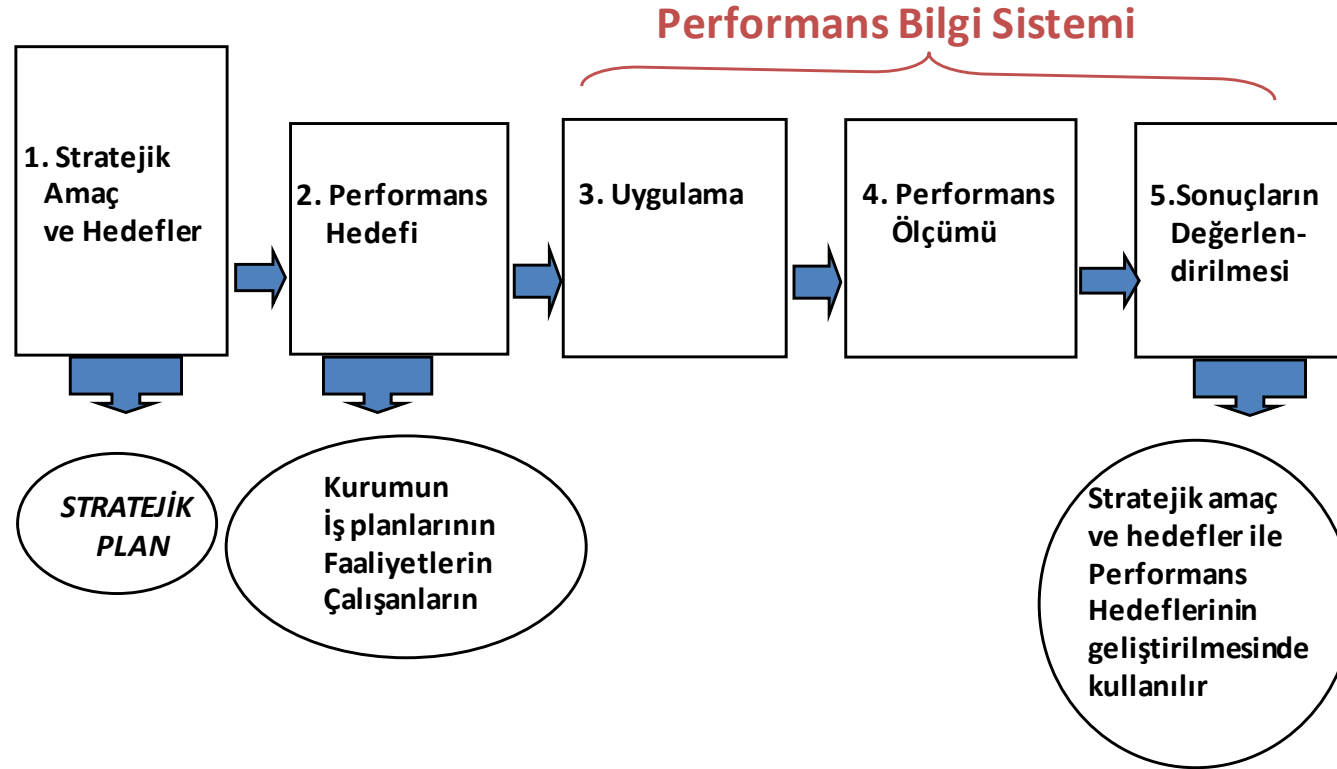 Performans Bilgi Sistemi
1. Stratejik
Amaç
ve Hedefler
2. Performans
Hedefi
3. Uygulama
4. Performans
Ölçümü
5.Sonuçların
Değerlen-
dirilmesi
STRATEJİK
PLAN
Kurumun
İş planlarının
Faaliyetlerin
Çalışanların
Stratejik amaç
ve hedefler ile
Performans
Hedeflerinin
geliştirilmesinde
kullanılır